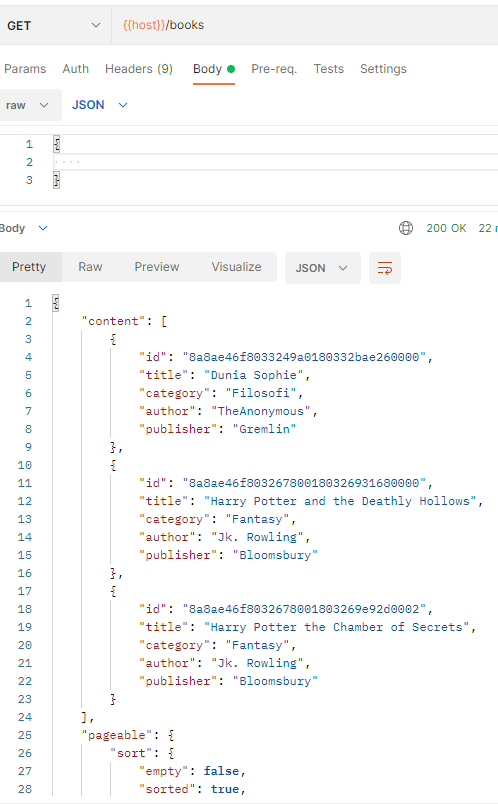 GET {{host}}/books
Params Auth Headers (9) Body Pre-req. Tests Settings
raw JSON
1 {
2 ····
3 }
Body 200 OK 22
Pretty Raw Preview Visualize JSON
1 {
2 "content": [
3 {
4 "id": "8a8ae46f8033249a0180332bae260000",
5 "title": "Dunia Sophie",
6 "category": "Filosofi",
7 "author": "TheAnonymous",
8 "publisher": "Gremlin"
9 },
10 {
11 "id": "8a8ae46f803267800180326931680000",
12 "title": "Harry Potter and the Deathly Hollows",
13 "category": "Fantasy",
14 "author": "Jk. Rowling",
15 "publisher": "Bloomsbury"
16 },
17 {
18 "id": "8a8ae46f8032678001803269e92d0002",
19 "title": "Harry Potter the Chamber of Secrets",
20 "category": "Fantasy",
21 "author": "Jk. Rowling",
22 "publisher": "Bloomsbury"
23 }
24 ],
25 "pageable": {
26 "sort": {
27 "empty": false,
28 "sorted": true,